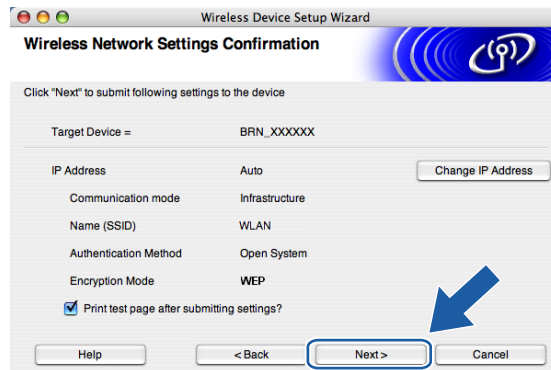 Wireless Device Setup Wizard
Wireless Network Settings Confirmation
Click "Next" to submit following settings to the device
Target Device = BRN_XXXXXX
IP Address Auto Change IP Address
Communication mode Infrastructure
Name (SSID) WLAN
Authentication Method Open System
Encryption Mode WEP
Print test page after submitting settings?
Help < Back Next > Cancel